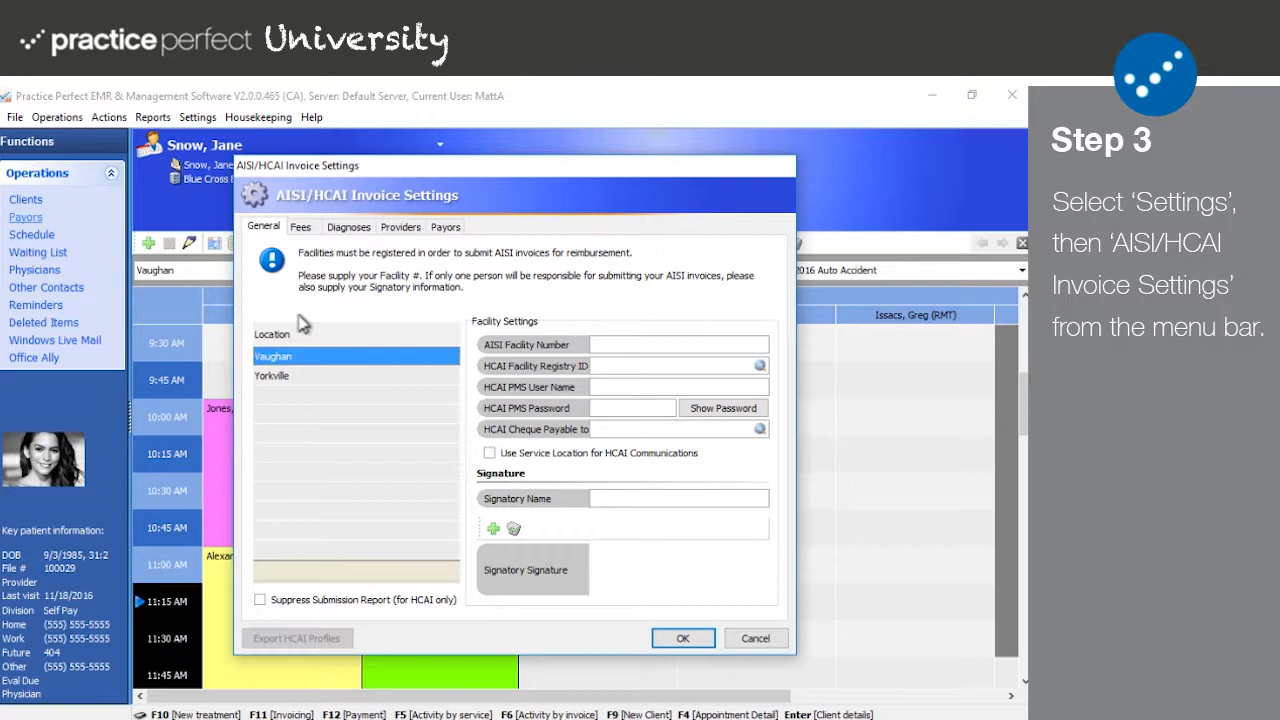 practice perfect University
Practice Perfect EMR & Management Software V2.0.0.465 (CA), Server: Default Server, Current User: MattA
File Operations Actions Reports Settings Housekeeping Help
Functions
Operations
Clients
Payors
Schedule
Waiting List
Physicians
Other Contacts
Reminders
Deleted Items
Windows Live Mail
Office Ally
Key patient information:
DOB 9/3/1985, 31:2
File # 100029
Provider
Last visit 11/18/2016
Division Self Pay
Home (555) 555-5555
Work (555) 555-5555
Future 404
Other (555) 555-5555
Eval Due
Physician
Snow, Jane
Snow, Jane
Blue Cross
Vaughan
2016 Auto Accident
Issacs, Greg (RMT)
9:30 AM
9:45 AM
10:00 AM
Jones,
10:15 AM
10:30 AM
10:45 AM
11:00 AM
11:15 AM
11:30 AM
11:45 AM
AISI/HCAI Invoice Settings
AISI/HCAI Invoice Settings
General Fees Diagnoses Providers Payors
Facilities must be registered in order to submit AISI invoices for reimbursement.
Please supply your Facility #. If only one person will be responsible for submitting your AISI invoices, please
also supply your Signatory information.
Location
Vaughan
Yorkville
Suppress Submission Report (for HCAI only)
Facility Settings
AISI Facility Number
HCAI Facility Registry ID
HCAI PMS User Name
HCAI PMS Password Show Password
HCAI Cheque Payable to
Use Service Location for HCAI Communications
Signature
Signatory Name
Signatory Signature
Export HCAI Profiles OK Cancel
F10 [New treatment] F11 [Invoicing] F12 [Payment] F5 [Activity by service] F6 [Activity by invoice] F9 [New Client] F4 [Appointment Detail] Enter [Client details]
Step 3
Select ‘Settings’,
then ‘AISI/HCAI
Invoice Settings’
from the menu bar.